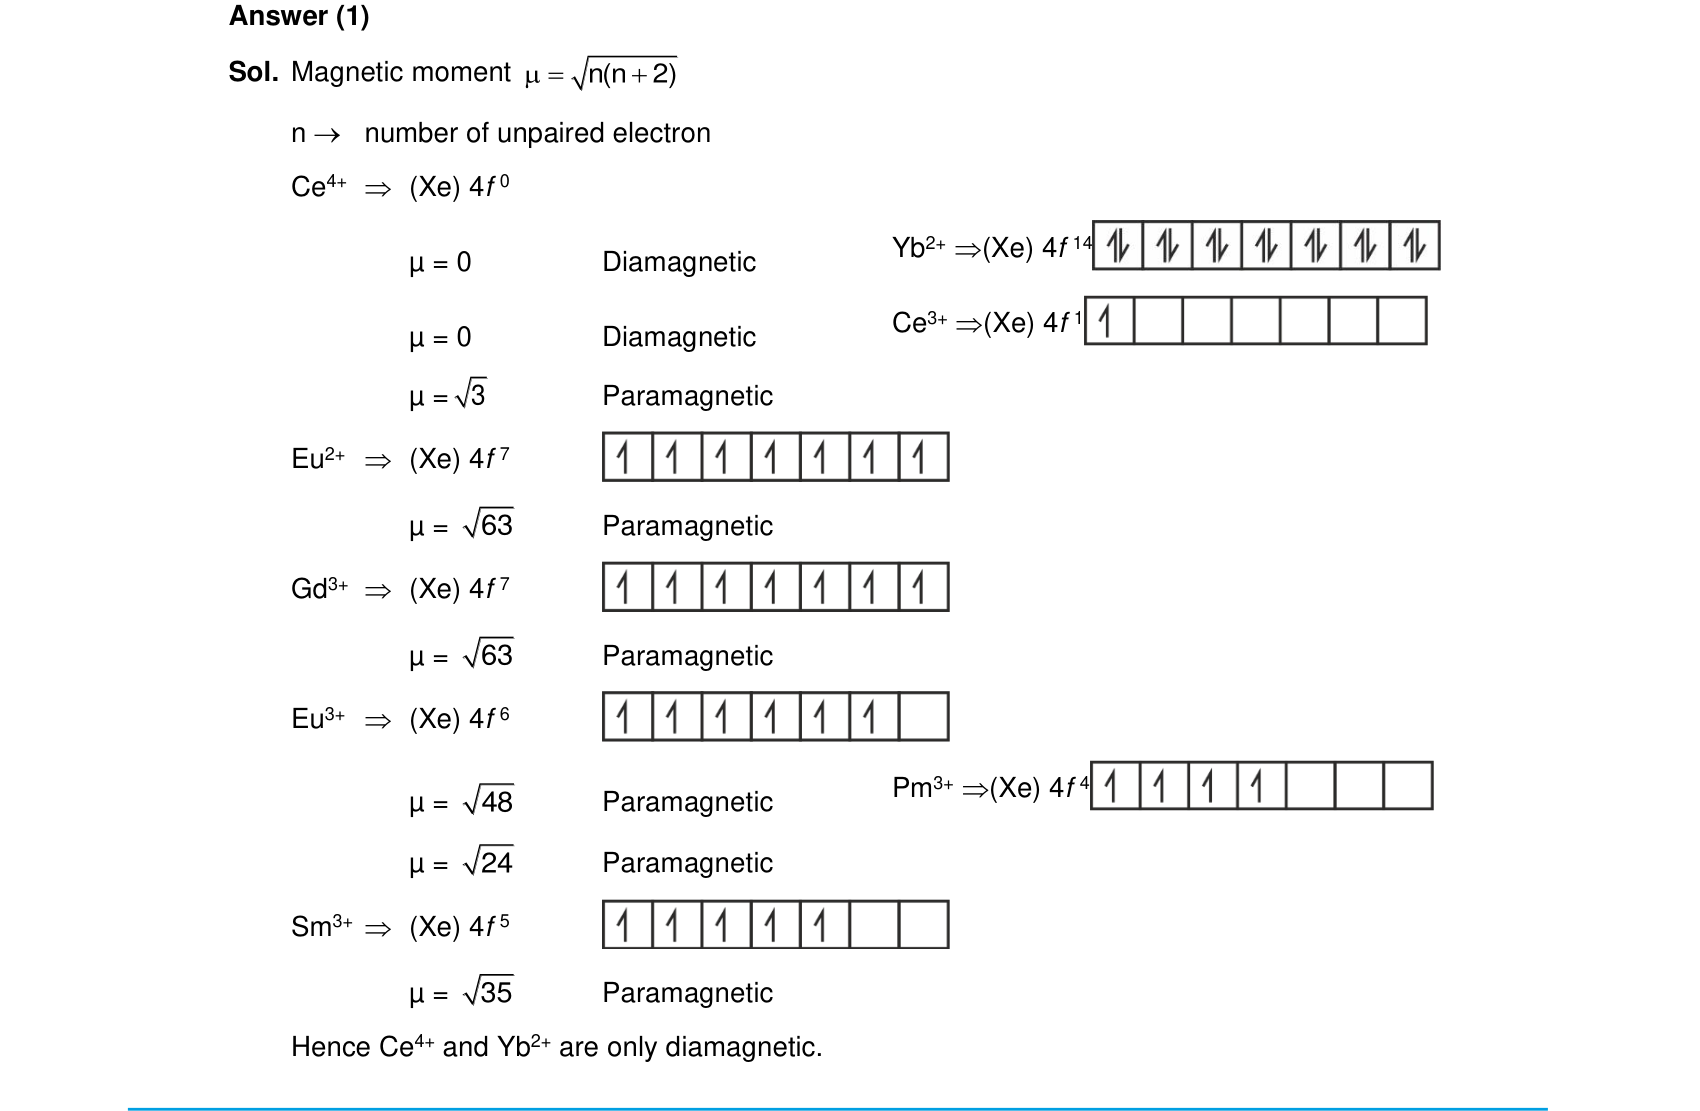 Answer (1)
Sol. Magnetic moment μ = √n(n + 2)
n → number of unpaired electron
Ce⁴⁺ ⇒ (Xe) 4f⁰
Yb²⁺ ⇒(Xe) 4f¹⁴ ⥮ ⥮ ⥮ ⥮ ⥮ ⥮ ⥮
μ = 0 Diamagnetic
Ce³⁺ ⇒(Xe) 4f¹ ↿
μ = 0 Diamagnetic
μ = √3 Paramagnetic
Eu²⁺ ⇒ (Xe) 4f⁷ ↿ ↿ ↿ ↿ ↿ ↿ ↿
μ = √63 Paramagnetic
Gd³⁺ ⇒ (Xe) 4f⁷ ↿ ↿ ↿ ↿ ↿ ↿ ↿
μ = √63 Paramagnetic
Eu³⁺ ⇒ (Xe) 4f⁶ ↿ ↿ ↿ ↿ ↿ ↿
Pm³⁺ ⇒(Xe) 4f⁴ ↿ ↿ ↿ ↿
μ = √48 Paramagnetic
μ = √24 Paramagnetic
Sm³⁺ ⇒ (Xe) 4f⁵ ↿ ↿ ↿ ↿ ↿
μ = √35 Paramagnetic
Hence Ce⁴⁺ and Yb²⁺ are only diamagnetic.